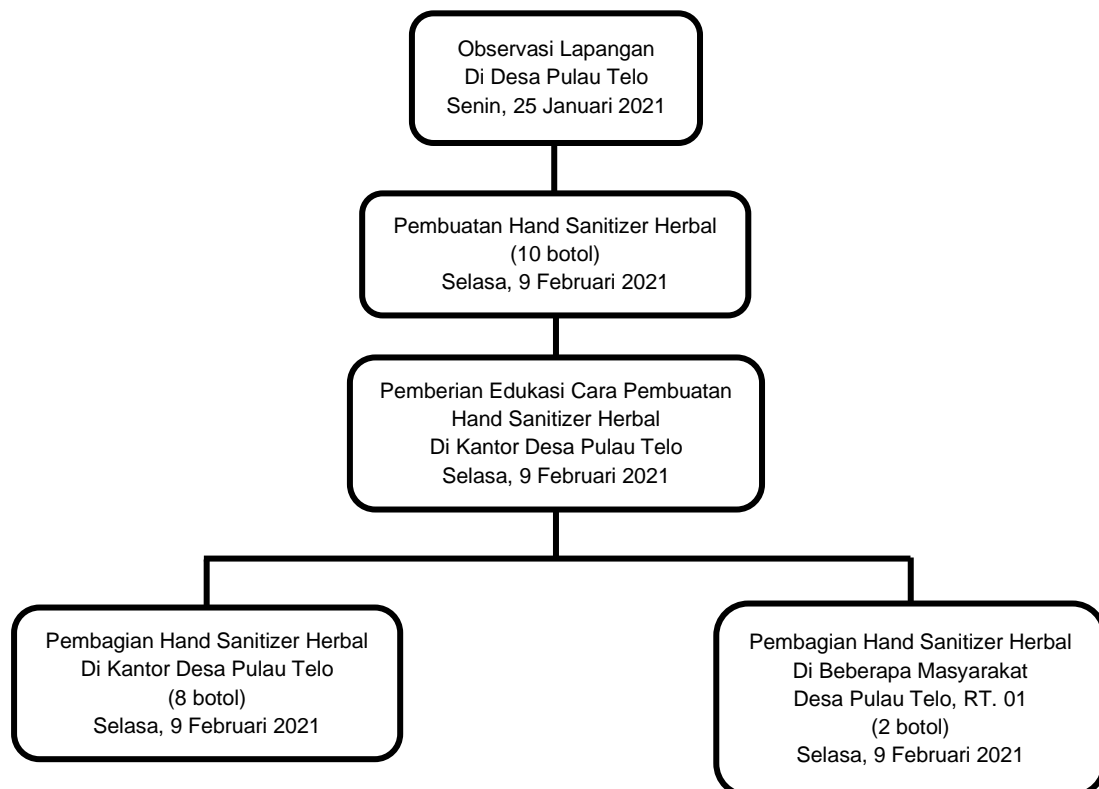 Observasi Lapangan
Di Desa Pulau Telo
Senin, 25 Januari 2021
Pembuatan Hand Sanitizer Herbal
(10 botol)
Selasa, 9 Februari 2021
Pemberian Edukasi Cara Pembuatan
Hand Sanitizer Herbal
Di Kantor Desa Pulau Telo
Selasa, 9 Februari 2021
Pembagian Hand Sanitizer Herbal
Di Kantor Desa Pulau Telo
(8 botol)
Selasa, 9 Februari 2021
Pembagian Hand Sanitizer Herbal
Di Beberapa Masyarakat
Desa Pulau Telo, RT. 01
(2 botol)
Selasa, 9 Februari 2021